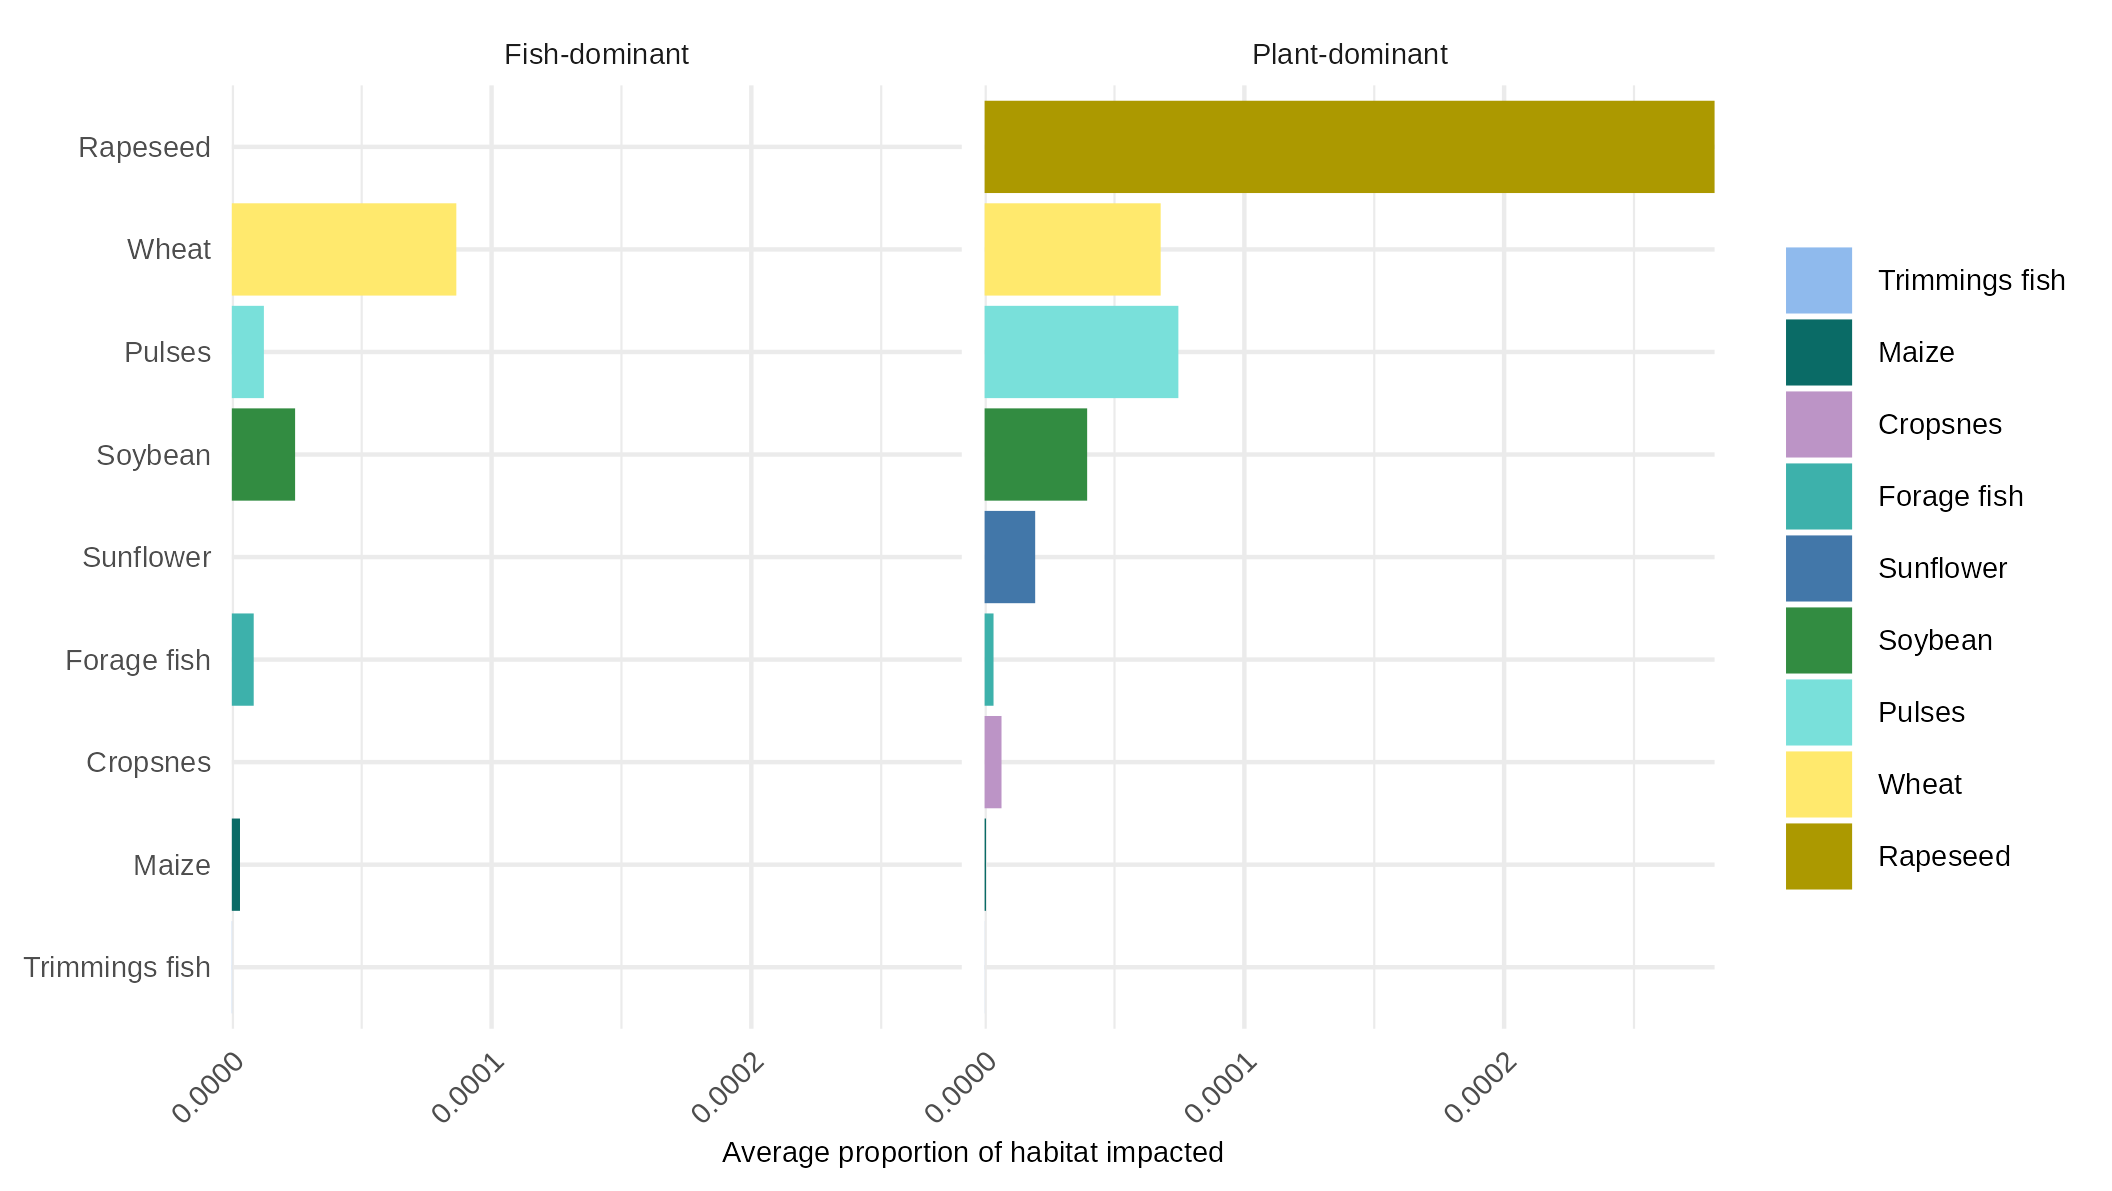 Fish-dominant
Plant-dominant
Rapeseed
Wheat
Pulses
Soybean
Sunflower
Forage fish
Cropsnes
Maize
Trimmings fish
0.0000
0.0001
0.0002
0.0000
0.0001
0.0002
Average proportion of habitat impacted
Trimmings fish
Maize
Cropsnes
Forage fish
Sunflower
Soybean
Pulses
Wheat
Rapeseed